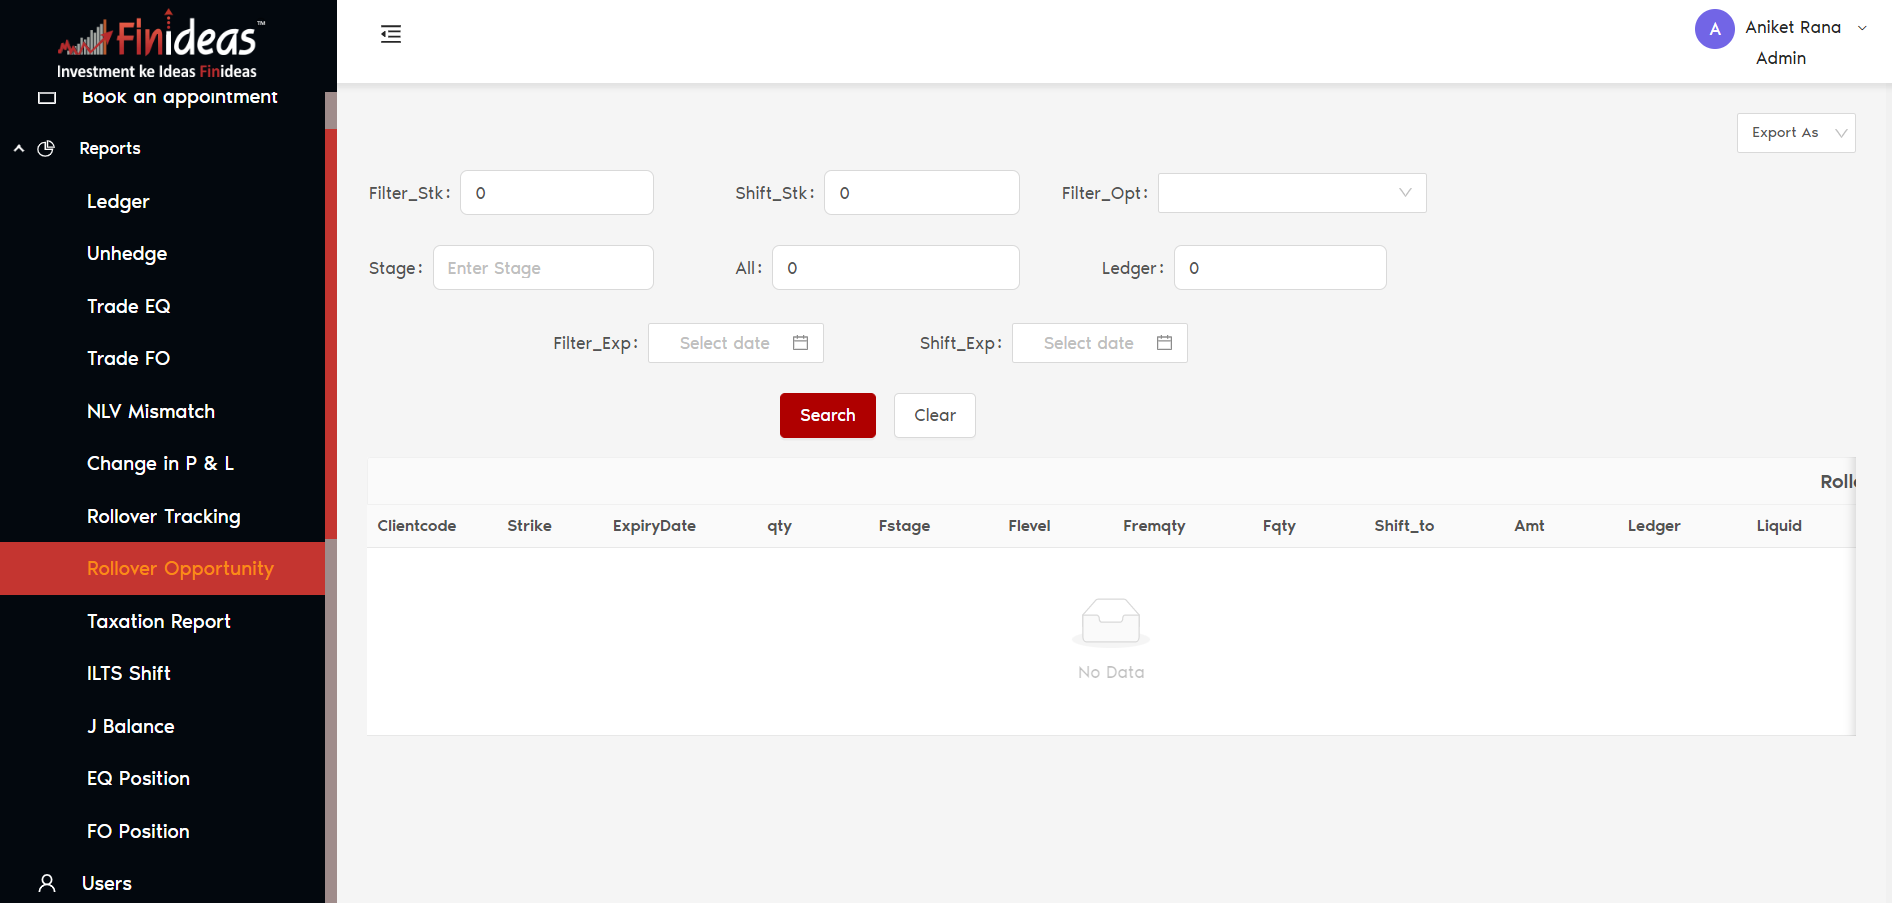 Finideas™
Investment ke Ideas Finideas
Book an appointment
Reports
Ledger
Unhedge
Trade EQ
Trade FO
NLV Mismatch
Change in P & L
Rollover Tracking
Rollover Opportunity
Taxation Report
ILTS Shift
J Balance
EQ Position
FO Position
Users
A Aniket Rana
Admin
Export As
Filter_Stk: 0 Shift_Stk: 0 Filter_Opt:
Stage: Enter Stage All: 0 Ledger: 0
Filter_Exp: Select date Shift_Exp: Select date
Search Clear
Clientcode Strike ExpiryDate qty Fstage Flevel Fremqty Fqty Shift_to Amt Ledger Liquid
No Data